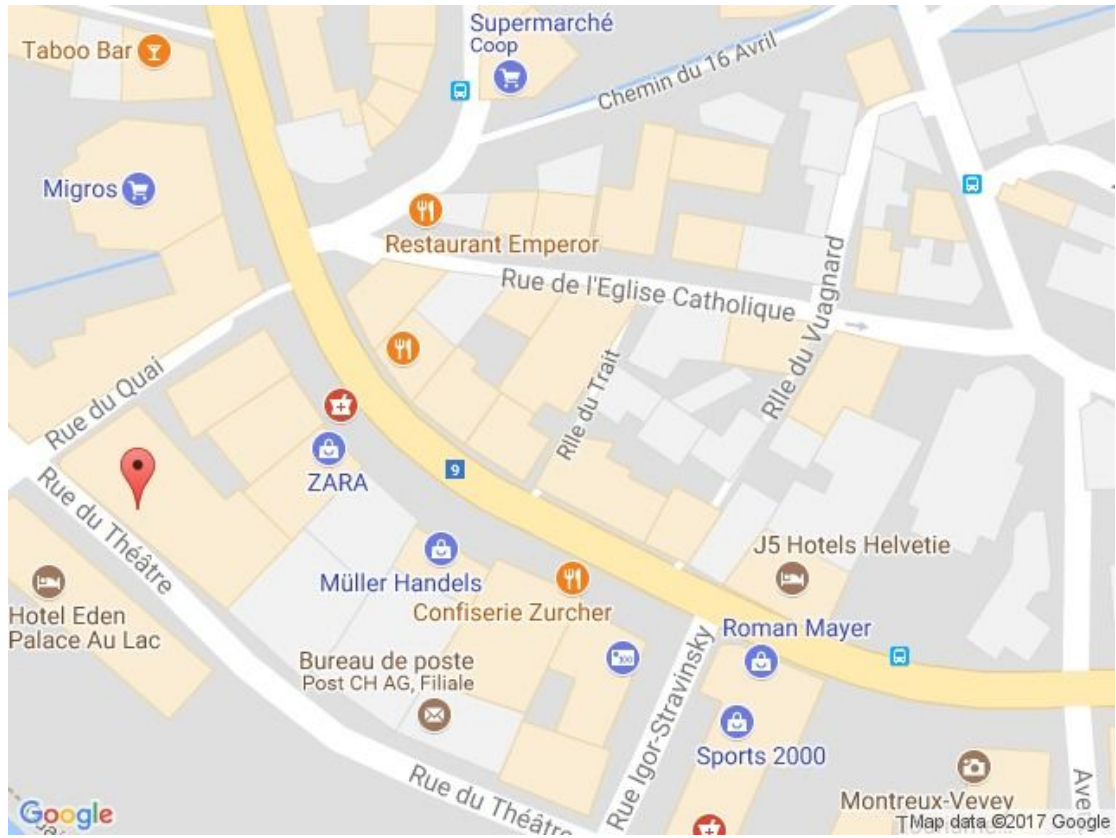 Supermarché
Coop
Taboo Bar
Chemin du 16 Avril
Migros
Restaurant Emperor
Rue de l'Eglise Catholique
Rlle du Vuagnard
Rue du Quai
Rlle du Trait
ZARA
9
Rue du Théâtre
J5 Hotels Helvetie
Müller Handels
Hotel Eden
Palace Au Lac
Confiserie Zurcher
Roman Mayer
Bureau de poste
Post CH AG, Filiale
100
Rue Igor-Stravinsky
Sports 2000
Rue du Théâtre
Montreux-Vevey
Google
Map data ©2017 Google